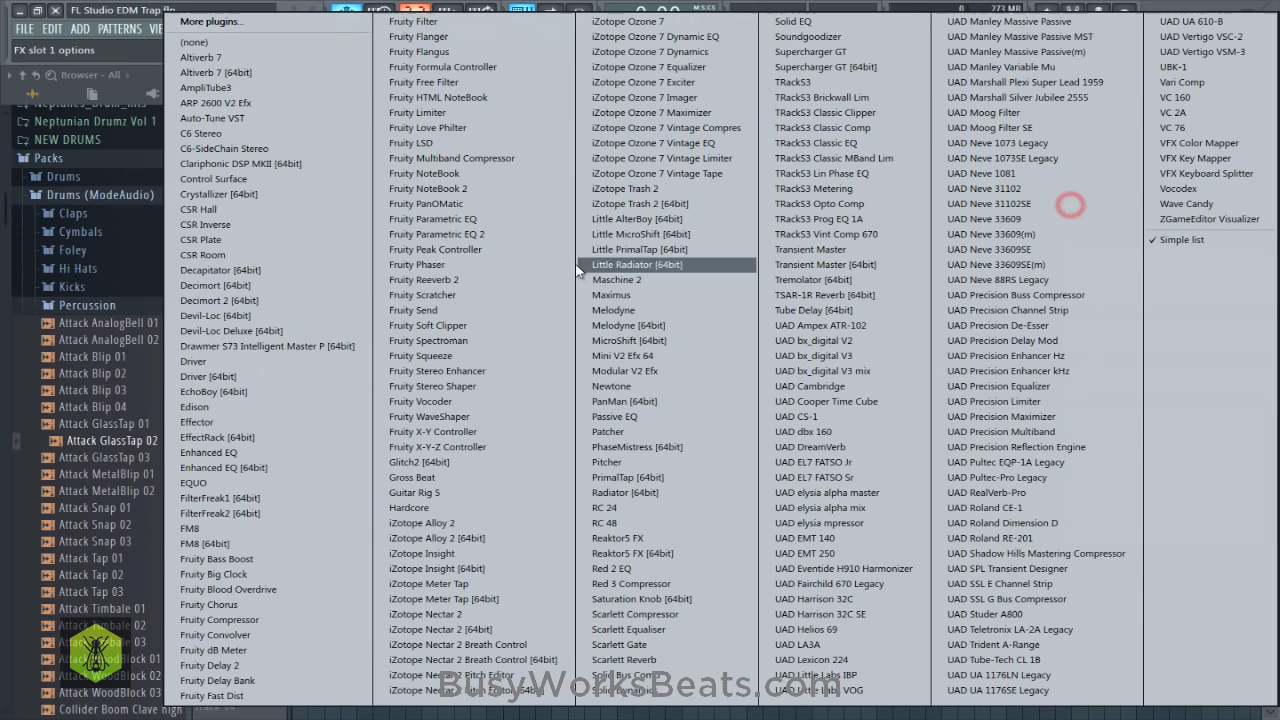 FL Studio EDM Trap.flp
FILE EDIT ADD PATTERNS
FX slot 1 options
Browser - All
Neptunian Drumz Vol 1
NEW DRUMS
Packs
Drums
Drums (ModeAudio)
Claps
Cymbals
Foley
Hi Hats
Kicks
Percussion
Attack AnalogBell 01
Attack AnalogBell 02
Attack Blip 01
Attack Blip 02
Attack Blip 03
Attack Blip 04
Attack GlassTap 01
Attack GlassTap 02
Attack GlassTap 03
Attack MetalBlip 01
Attack MetalBlip 02
Attack Snap 01
Attack Snap 02
Attack Snap 03
Attack Tap 01
Attack Tap 02
Attack Tap 03
Attack Timbale 01
Attack Timbale 02
Attack Timbale 03
Attack WoodBlock 01
Attack WoodBlock 02
Attack WoodBlock 03
Collider Boom Clave high
More plugins...
(none)
Altiverb 7
Altiverb 7 [64bit]
AmpliTube3
ARP 2600 V2 Efx
Auto-Tune VST
C6 Stereo
C6-SideChain Stereo
Clariphonic DSP MKII [64bit]
Control Surface
Crystallizer [64bit]
CSR Hall
CSR Inverse
CSR Plate
CSR Room
Decapitator [64bit]
Decimort [64bit]
Decimort 2 [64bit]
Devil-Loc [64bit]
Devil-Loc Deluxe [64bit]
Drawmer S73 Intelligent Master P [64bit]
Driver
Driver [64bit]
EchoBoy [64bit]
Edison
Effector
EffectRack [64bit]
Enhanced EQ
Enhanced EQ [64bit]
EQUO
FilterFreak1 [64bit]
FilterFreak2 [64bit]
FM8
FM8 [64bit]
Fruity Bass Boost
Fruity Big Clock
Fruity Blood Overdrive
Fruity Chorus
Fruity Compressor
Fruity Convolver
Fruity dB Meter
Fruity Delay 2
Fruity Delay Bank
Fruity Fast Dist
Fruity Filter
Fruity Flanger
Fruity Flangus
Fruity Formula Controller
Fruity Free Filter
Fruity HTML NoteBook
Fruity Limiter
Fruity Love Philter
Fruity LSD
Fruity Multiband Compressor
Fruity NoteBook
Fruity NoteBook 2
Fruity PanOMatic
Fruity Parametric EQ
Fruity Parametric EQ 2
Fruity Peak Controller
Fruity Phaser
Fruity Reeverb 2
Fruity Scratcher
Fruity Send
Fruity Soft Clipper
Fruity Spectroman
Fruity Squeeze
Fruity Stereo Enhancer
Fruity Stereo Shaper
Fruity Vocoder
Fruity WaveShaper
Fruity X-Y Controller
Fruity X-Y-Z Controller
Glitch2 [64bit]
Gross Beat
Guitar Rig 5
Hardcore
iZotope Alloy 2
iZotope Alloy 2 [64bit]
iZotope Insight
iZotope Insight [64bit]
iZotope Meter Tap
iZotope Meter Tap [64bit]
iZotope Nectar 2
iZotope Nectar 2 [64bit]
iZotope Nectar 2 Breath Control
iZotope Nectar 2 Breath Control [64bit]
iZotope Nectar 2 Pitch Editor
iZotope Nectar 2 Pitch Editor [64bit]
iZotope Ozone 7
iZotope Ozone 7 Dynamic EQ
iZotope Ozone 7 Dynamics
iZotope Ozone 7 Equalizer
iZotope Ozone 7 Exciter
iZotope Ozone 7 Imager
iZotope Ozone 7 Maximizer
iZotope Ozone 7 Vintage Compres
iZotope Ozone 7 Vintage EQ
iZotope Ozone 7 Vintage Limiter
iZotope Ozone 7 Vintage Tape
iZotope Trash 2
iZotope Trash 2 [64bit]
Little AlterBoy [64bit]
Little MicroShift [64bit]
Little PrimalTap [64bit]
Little Radiator [64bit]
Maschine 2
Maximus
Melodyne
Melodyne [64bit]
MicroShift [64bit]
Mini V2 Efx 64
Modular V2 Efx
Newtone
PanMan [64bit]
Passive EQ
Patcher
PhaseMistress [64bit]
Pitcher
PrimalTap [64bit]
Radiator [64bit]
RC 24
RC 48
Reaktor5 FX
Reaktor5 FX [64bit]
Red 2 EQ
Red 3 Compressor
Saturation Knob [64bit]
Scarlett Compressor
Scarlett Equaliser
Scarlett Gate
Scarlett Reverb
Solid Bus Comp
Solid Dynamics
Solid EQ
Soundgoodizer
Supercharger GT
Supercharger GT [64bit]
TRackS3
TRackS3 Brickwall Lim
TRackS3 Classic Clipper
TRackS3 Classic Comp
TRackS3 Classic EQ
TRackS3 Classic MBand Lim
TRackS3 Lin Phase EQ
TRackS3 Metering
TRackS3 Opto Comp
TRackS3 Prog EQ 1A
TRackS3 Vint Comp 670
Transient Master
Transient Master [64bit]
Tremolator [64bit]
TSAR-1R Reverb [64bit]
Tube Delay [64bit]
UAD Ampex ATR-102
UAD bx_digital V2
UAD bx_digital V3
UAD bx_digital V3 mix
UAD Cambridge
UAD Cooper Time Cube
UAD CS-1
UAD dbx 160
UAD DreamVerb
UAD EL7 FATSO Jr
UAD EL7 FATSO Sr
UAD elysia alpha master
UAD elysia alpha mix
UAD elysia mpressor
UAD EMT 140
UAD EMT 250
UAD Eventide H910 Harmonizer
UAD Fairchild 670 Legacy
UAD Harrison 32C
UAD Harrison 32C SE
UAD Helios 69
UAD LA3A
UAD Lexicon 224
UAD Little Labs IBP
UAD Little Labs VOG
UAD Manley Massive Passive
UAD Manley Massive Passive MST
UAD Manley Massive Passive(m)
UAD Manley Variable Mu
UAD Marshall Plexi Super Lead 1959
UAD Marshall Silver Jubilee 2555
UAD Moog Filter
UAD Moog Filter SE
UAD Neve 1073 Legacy
UAD Neve 1073SE Legacy
UAD Neve 1081
UAD Neve 31102
UAD Neve 31102SE
UAD Neve 33609
UAD Neve 33609(m)
UAD Neve 33609SE
UAD Neve 33609SE(m)
UAD Neve 88RS Legacy
UAD Precision Buss Compressor
UAD Precision Channel Strip
UAD Precision De-Esser
UAD Precision Delay Mod
UAD Precision Enhancer Hz
UAD Precision Enhancer kHz
UAD Precision Equalizer
UAD Precision Limiter
UAD Precision Maximizer
UAD Precision Multiband
UAD Precision Reflection Engine
UAD Pultec EQP-1A Legacy
UAD Pultec-Pro Legacy
UAD RealVerb-Pro
UAD Roland CE-1
UAD Roland Dimension D
UAD Roland RE-201
UAD Shadow Hills Mastering Compressor
UAD SPL Transient Designer
UAD SSL E Channel Strip
UAD SSL G Bus Compressor
UAD Studer A800
UAD Teletronix LA-2A Legacy
UAD Trident A-Range
UAD Tube-Tech CL 1B
UAD UA 1176LN Legacy
UAD UA 1176SE Legacy
UAD UA 610-B
UAD Vertigo VSC-2
UAD Vertigo VSM-3
UBK-1
Vari Comp
VC 160
VC 2A
VC 76
VFX Color Mapper
VFX Key Mapper
VFX Keyboard Splitter
Vocodex
Wave Candy
ZGameEditor Visualizer
Simple list
BusyWorksBeats.com